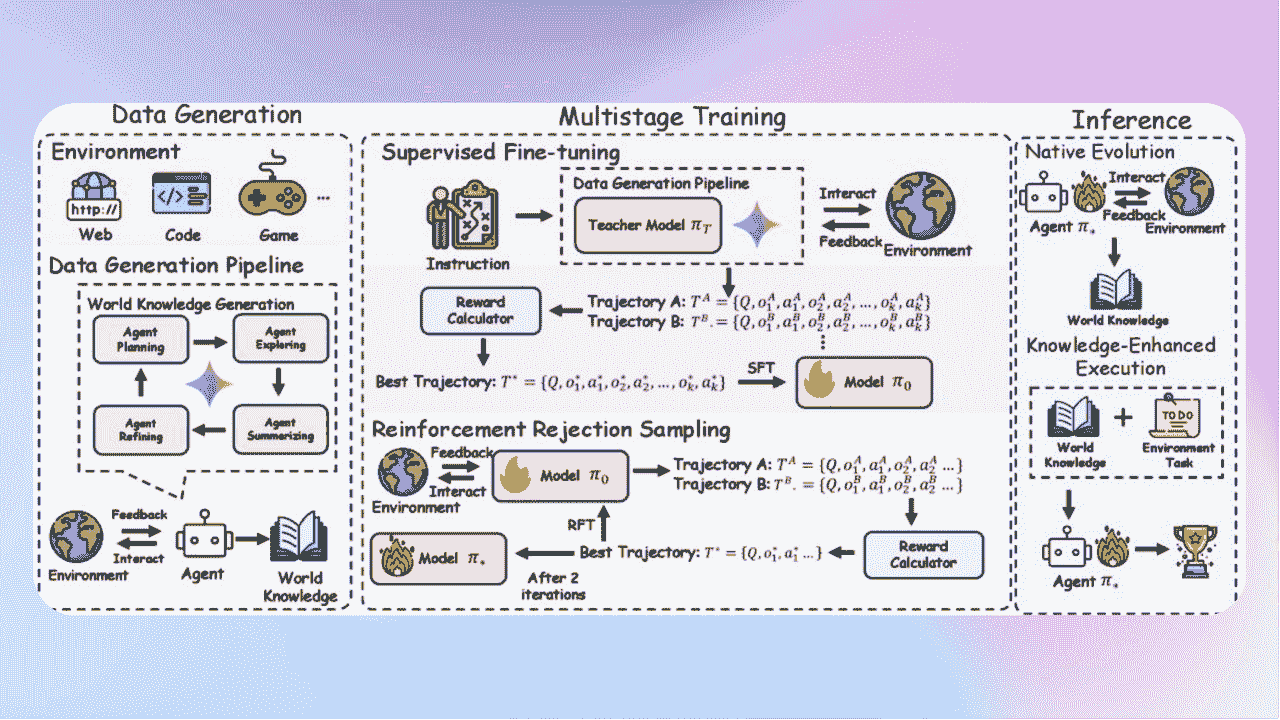 Data Generation
Environment
http://
Web
</>
Code
Game
...
Data Generation Pipeline
World Knowledge Generation
Agent Planning
Agent Exploring
Agent Refining
Agent Summarizing
Feedback
Interact
Environment
Agent
World Knowledge
Multistage Training
Supervised Fine-tuning
Instruction
Data Generation Pipeline
Teacher Model π_T
Interact
Feedback
Environment
Reward Calculator
Trajectory A: T^A = {Q, o_1^A, a_1^A, o_2^A, a_2^A, ..., o_k^A, a_k^A}
Trajectory B: T^B. = {Q, o_1^B, a_1^B, o_2^B, a_2^B, ..., o_k^B, a_k^B}
Best Trajectory: T^* = {Q, o_1^*, a_1^*, o_2^*, a_2^*, ..., o_k^*, a_k^*}
SFT
Model π_0
Reinforcement Rejection Sampling
Feedback
Interact
Environment
Model π_0
Trajectory A: T^A = {Q, o_1^A, a_1^A, o_2^A, a_2^A ...}
Trajectory B: T^B. = {Q, o_1^B, a_1^B, o_2^B, a_2^B ...}
RFT
Model π_*
After 2 iterations
Best Trajectory: T^* = {Q, o_1^*, a_1^* ...}
Reward Calculator
Inference
Native Evolution
Agent π_*
Interact
Feedback
Environment
World Knowledge
Knowledge-Enhanced
Execution
World Knowledge
+
TO DO
Environment Task
Agent π_*